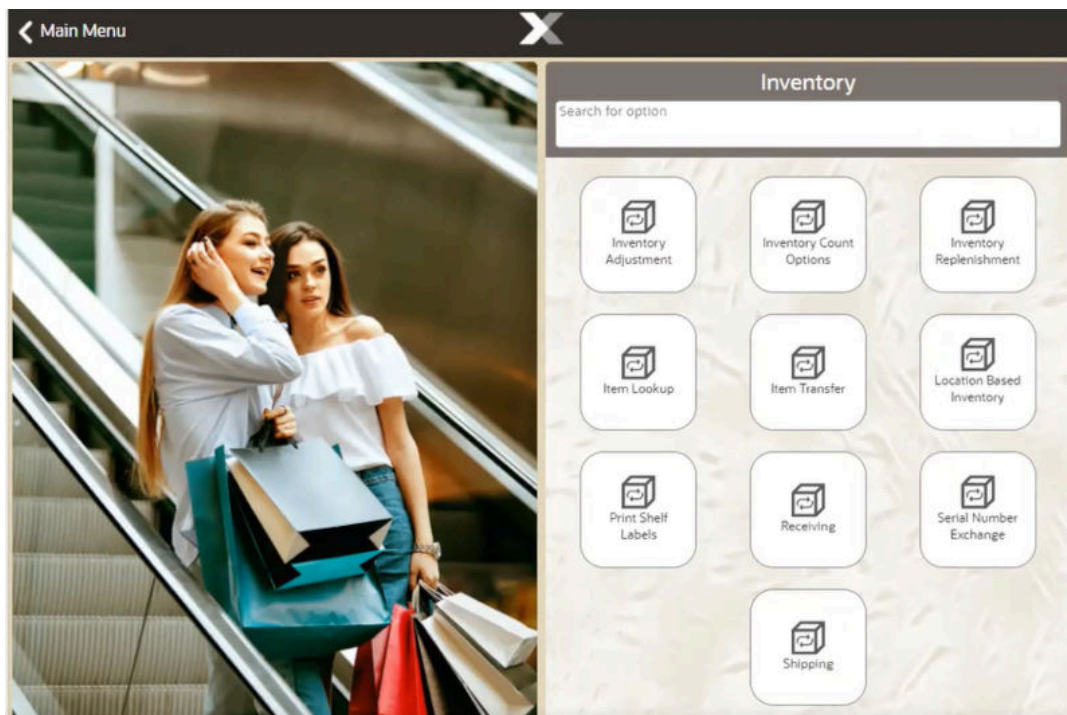 Main Menu
Inventory
Search for option
Inventory
Adjustment
Inventory Count
Options
Inventory
Replenishment
Item Lookup
Item Transfer
Location Based
Inventory
Print Shelf
Labels
Receiving
Serial Number
Exchange
Shipping